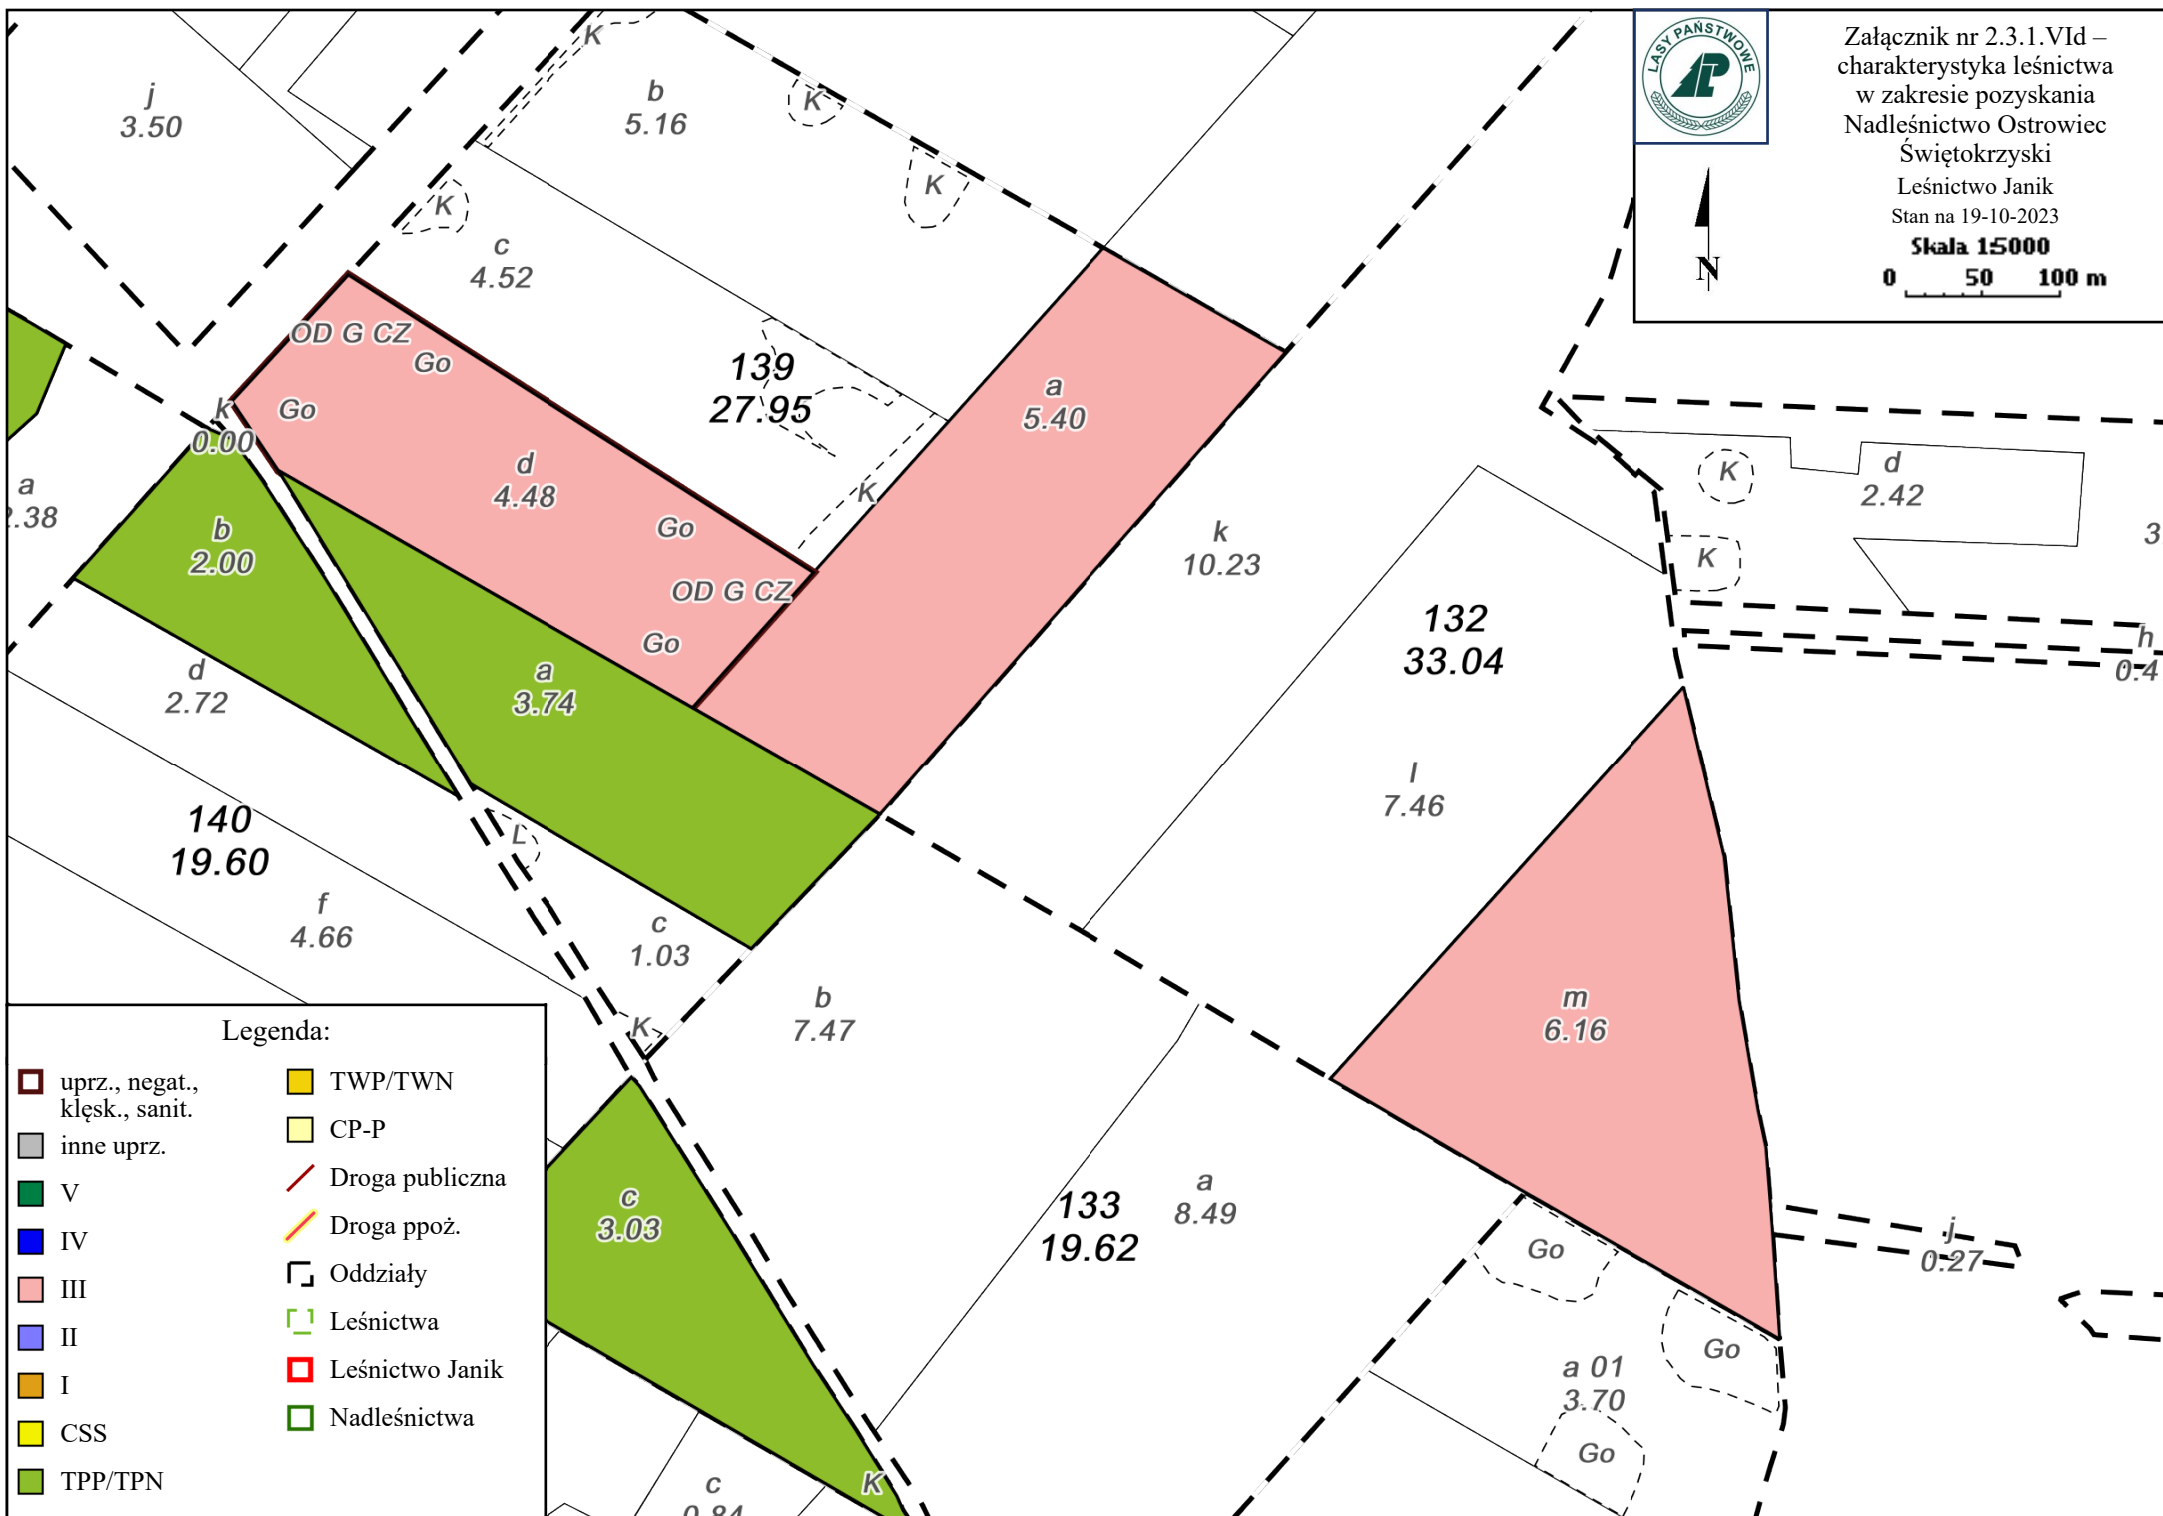 LASY PAŃSTWOWE
Załącznik nr 2.3.1.VId –
charakterystyka leśnictwa
w zakresie pozyskania
Nadleśnictwo Ostrowiec
Świętokrzyski
Leśnictwo Janik
Stan na 19-10-2023
Skala 1:5000
0 50 100 m
N
K
j
3.50
b
5.16
K
K
K
c
4.52
OD G CZ
Go
139
27.95
a
5.40
k
0.00
Go
d
4.48
K
d
2.42
K
K
3
a
2.38
b
2.00
Go
k
10.23
OD G CZ
132
33.04
Go
h
0.4
d
2.72
a
3.74
l
7.46
140
19.60
L
f
4.66
c
1.03
K
b
7.47
m
6.16
c
3.03
133
19.62
a
8.49
Go
j
0.27
Go
a 01
3.70
Go
K
c
0.84
Legenda:
uprz., negat.,
klęsk., sanit.
inne uprz.
V
IV
III
II
I
CSS
TPP/TPN
TWP/TWN
CP-P
Droga publiczna
Droga ppoż.
Oddziały
Leśnictwa
Leśnictwo Janik
Nadleśnictwa